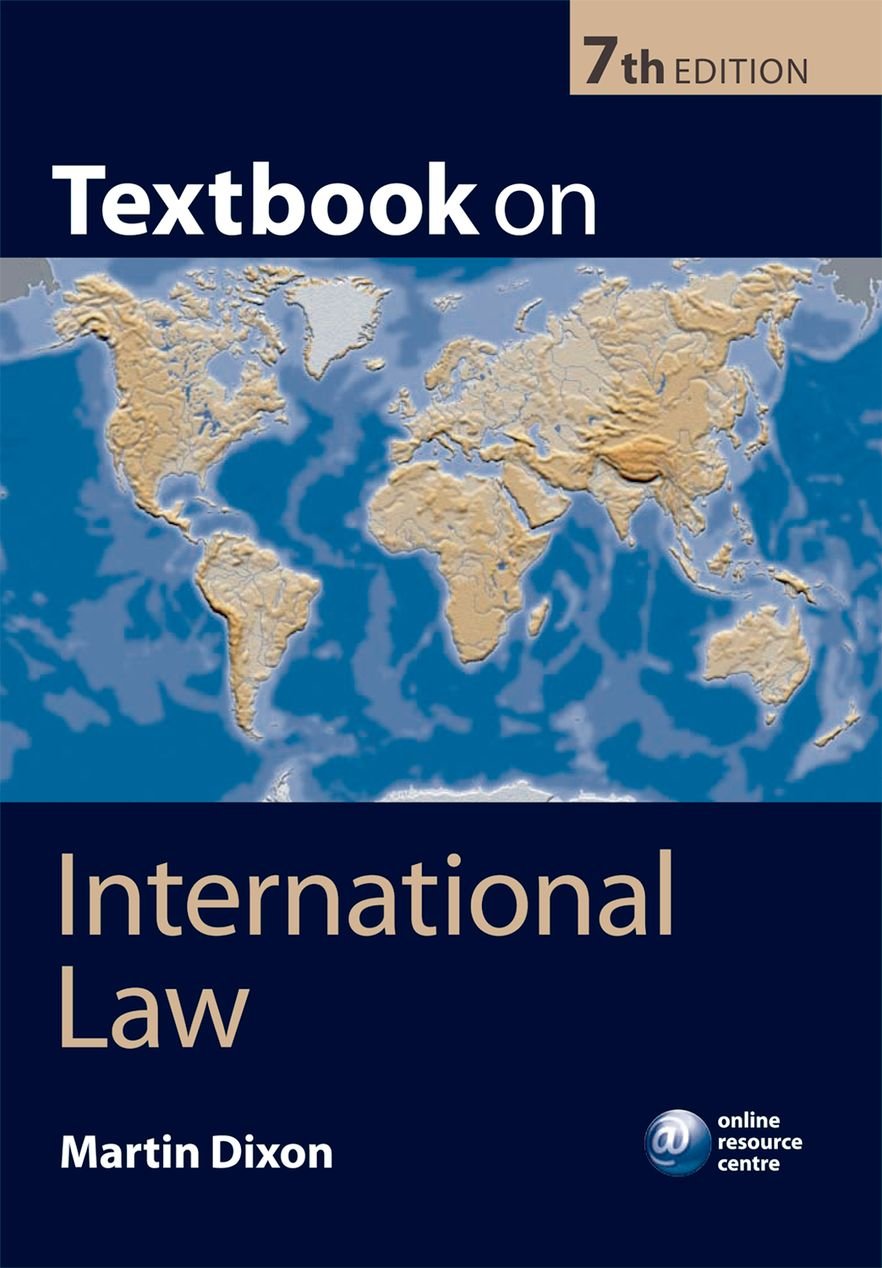 7th EDITION
Textbook on
International
Law
Martin Dixon
@
online
resource
centre